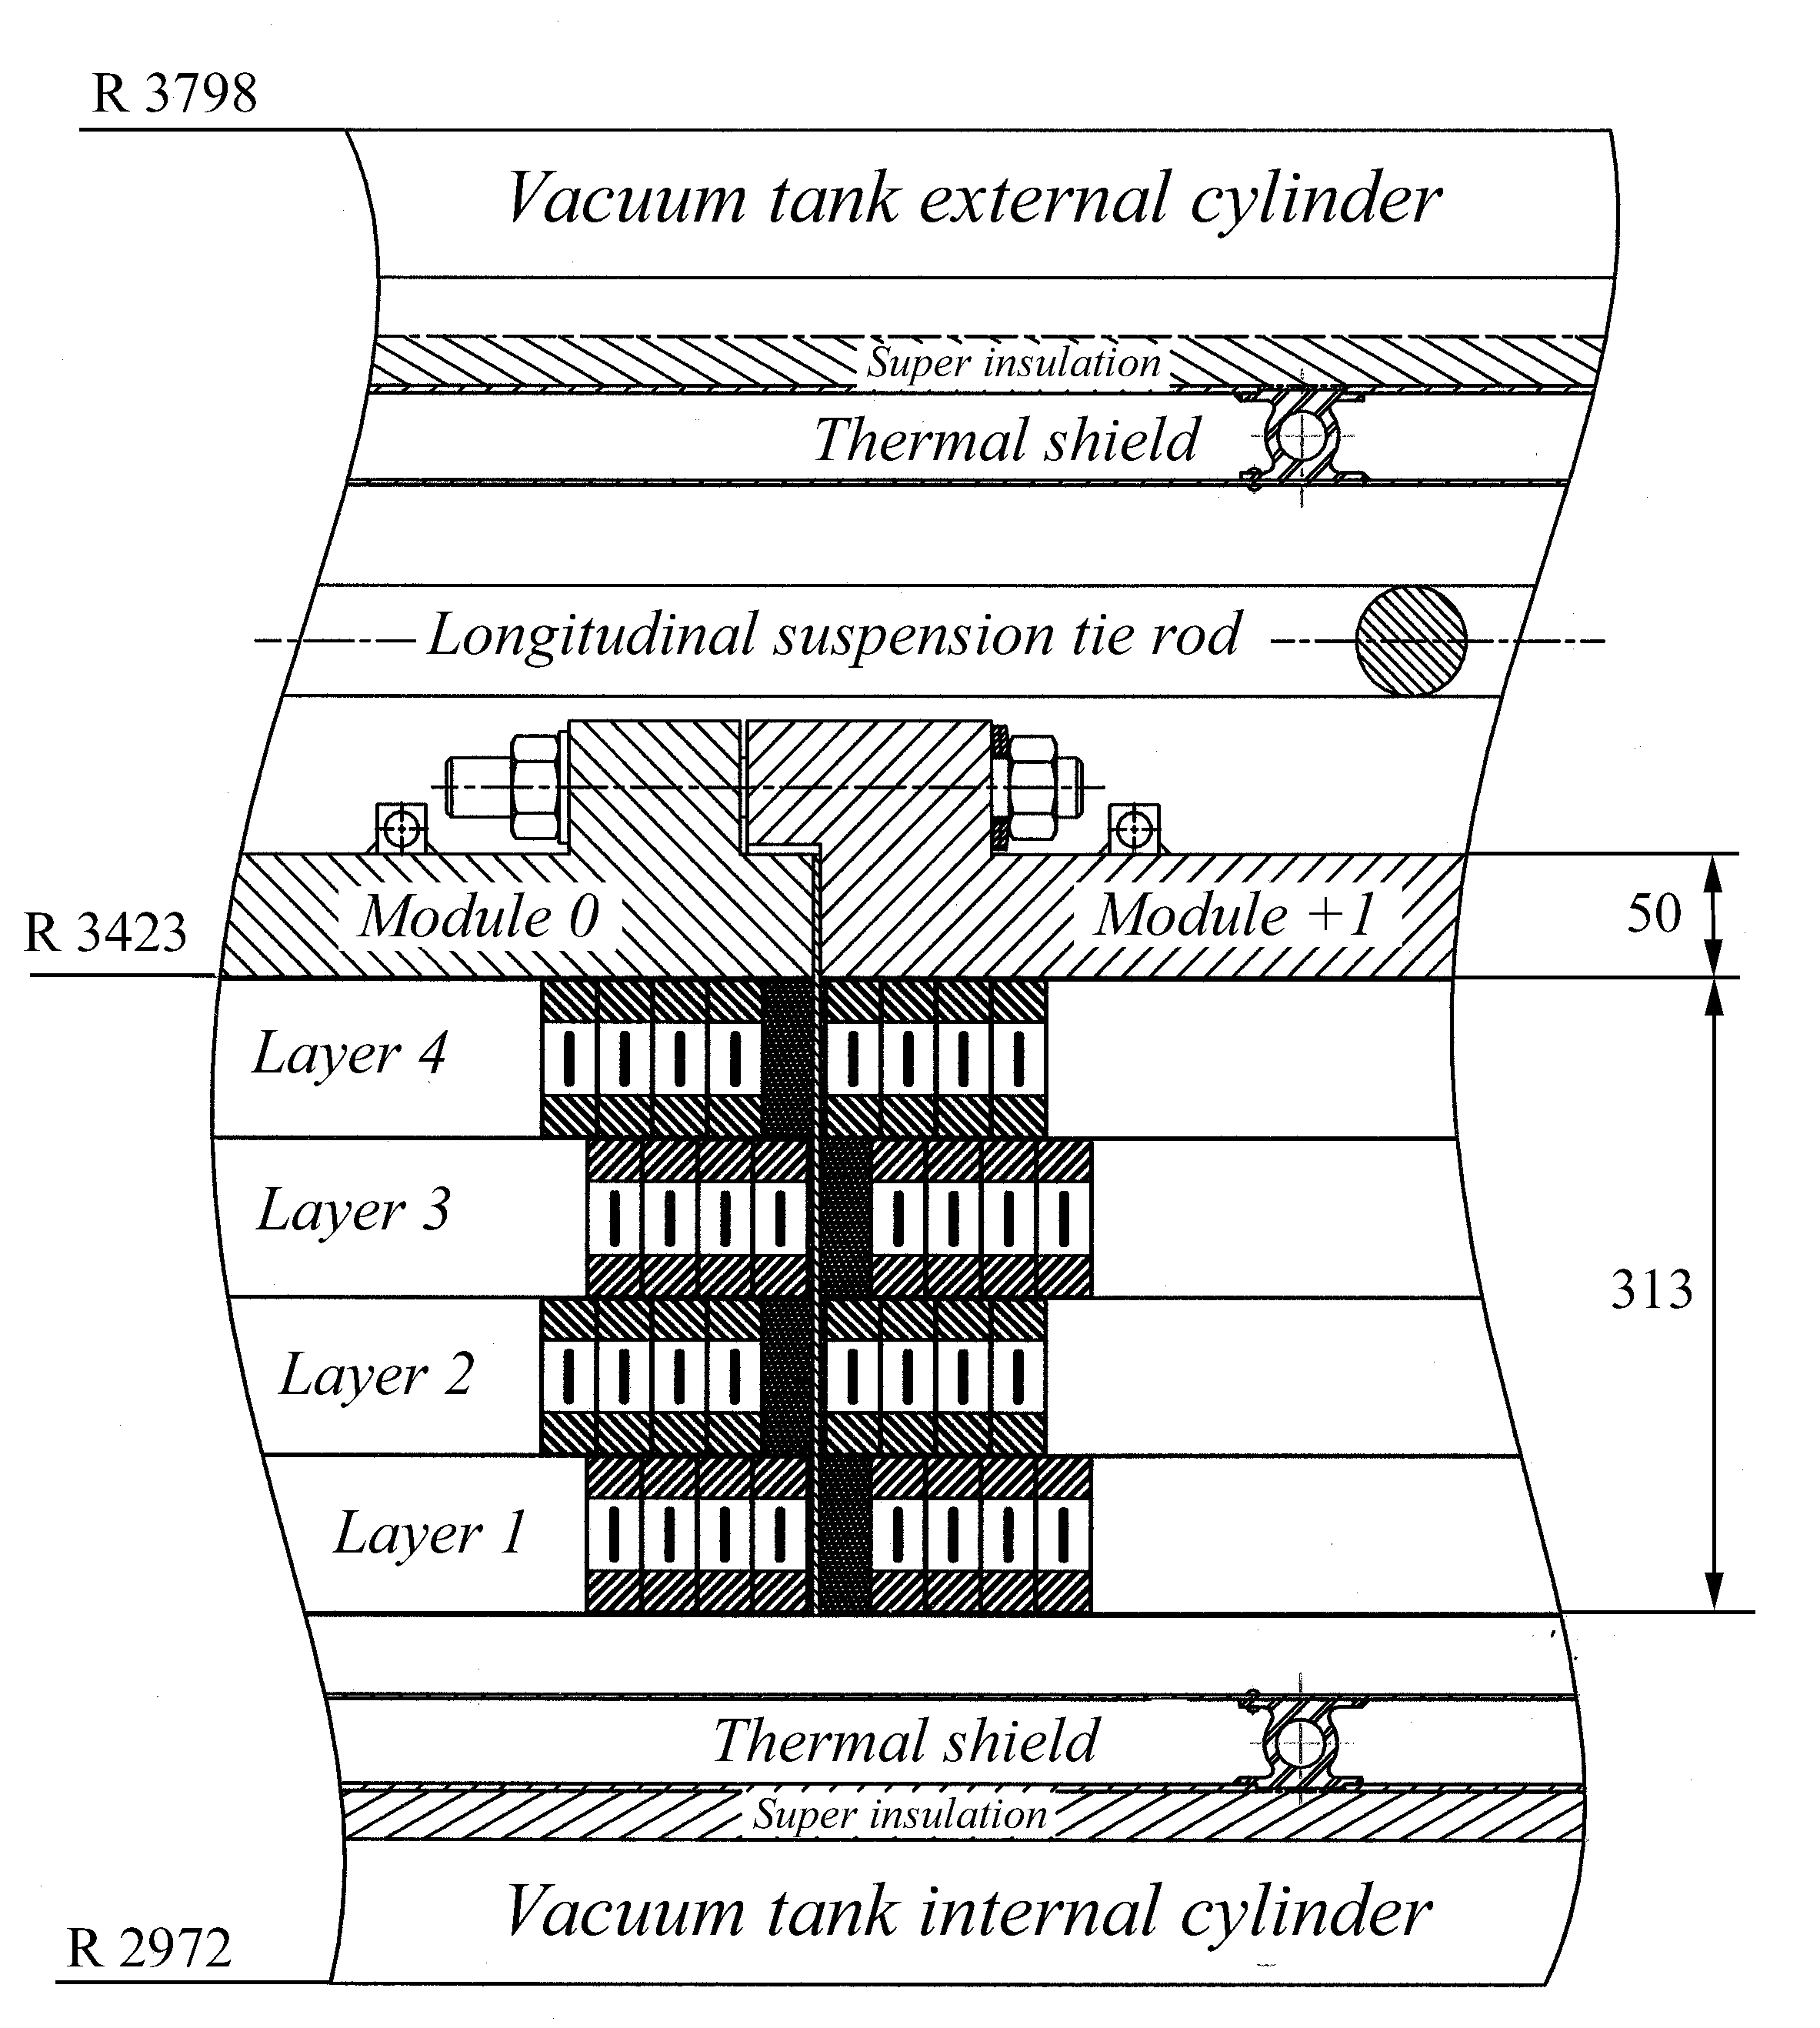 R 3798
Vacuum tank external cylinder
Super insulation
Thermal shield
Longitudinal suspension tie rod
Module 0
Module +1
50
R 3423
Layer 4
Layer 3
313
Layer 2
Layer 1
Thermal shield
Super insulation
Vacuum tank internal cylinder
R 2972